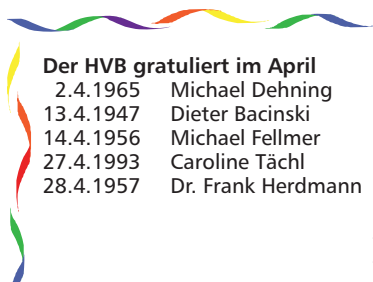 Der HVB gratuliert im April
2.4.1965 Michael Dehning
13.4.1947 Dieter Bacinski
14.4.1956 Michael Fellmer
27.4.1993 Caroline Tächl
28.4.1957 Dr. Frank Herdmann